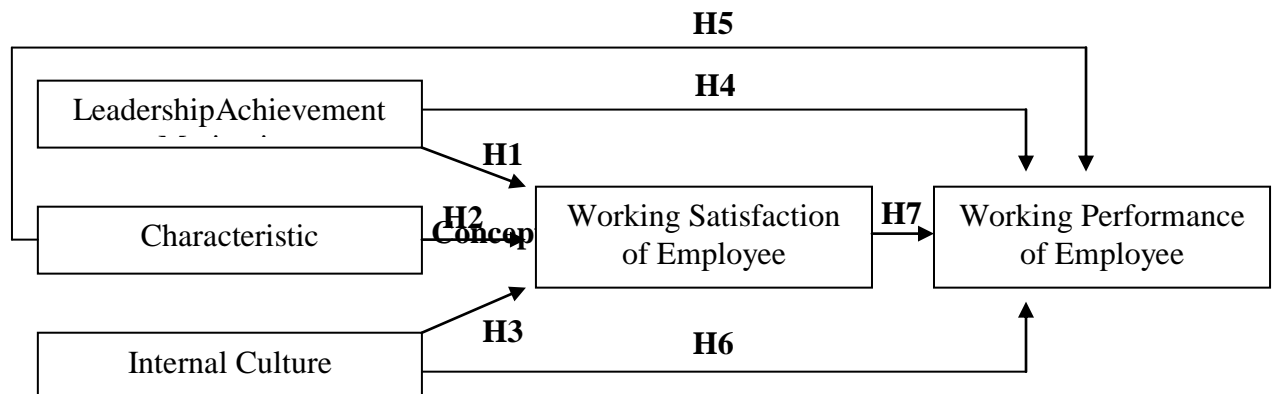 H5
H4
LeadershipAchievement
H1
H2
Characteristic
Working Satisfaction
of Employee
H7
Working Performance
of Employee
H3
H6
Internal Culture